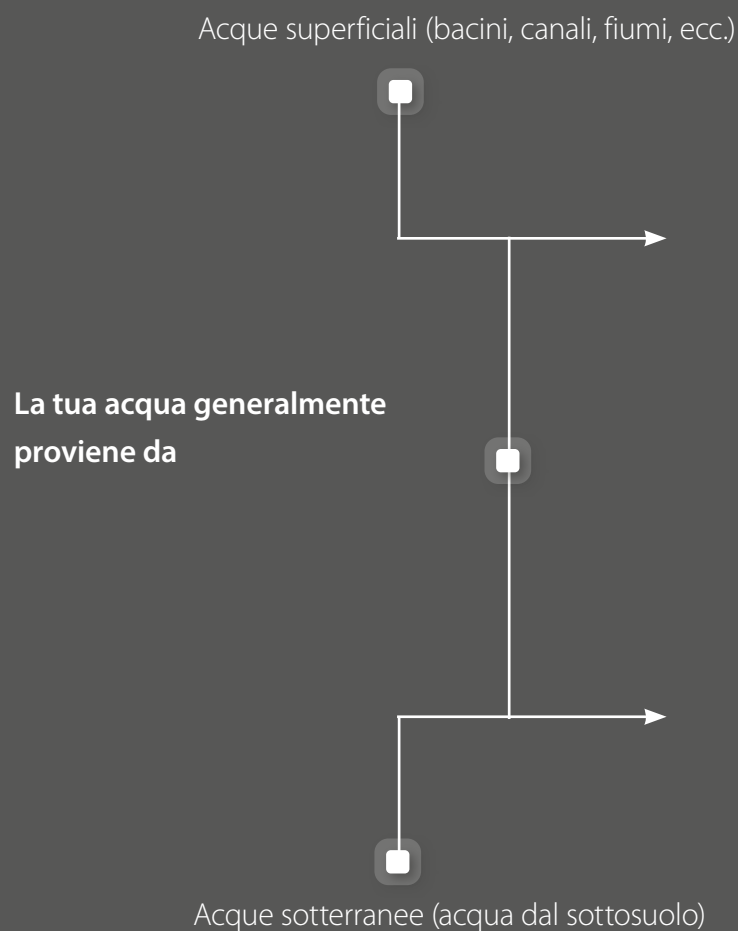 Acque superficiali (bacini, canali, fiumi, ecc.)
La tua acqua generalmente
proviene da
Acque sotterranee (acqua dal sottosuolo)